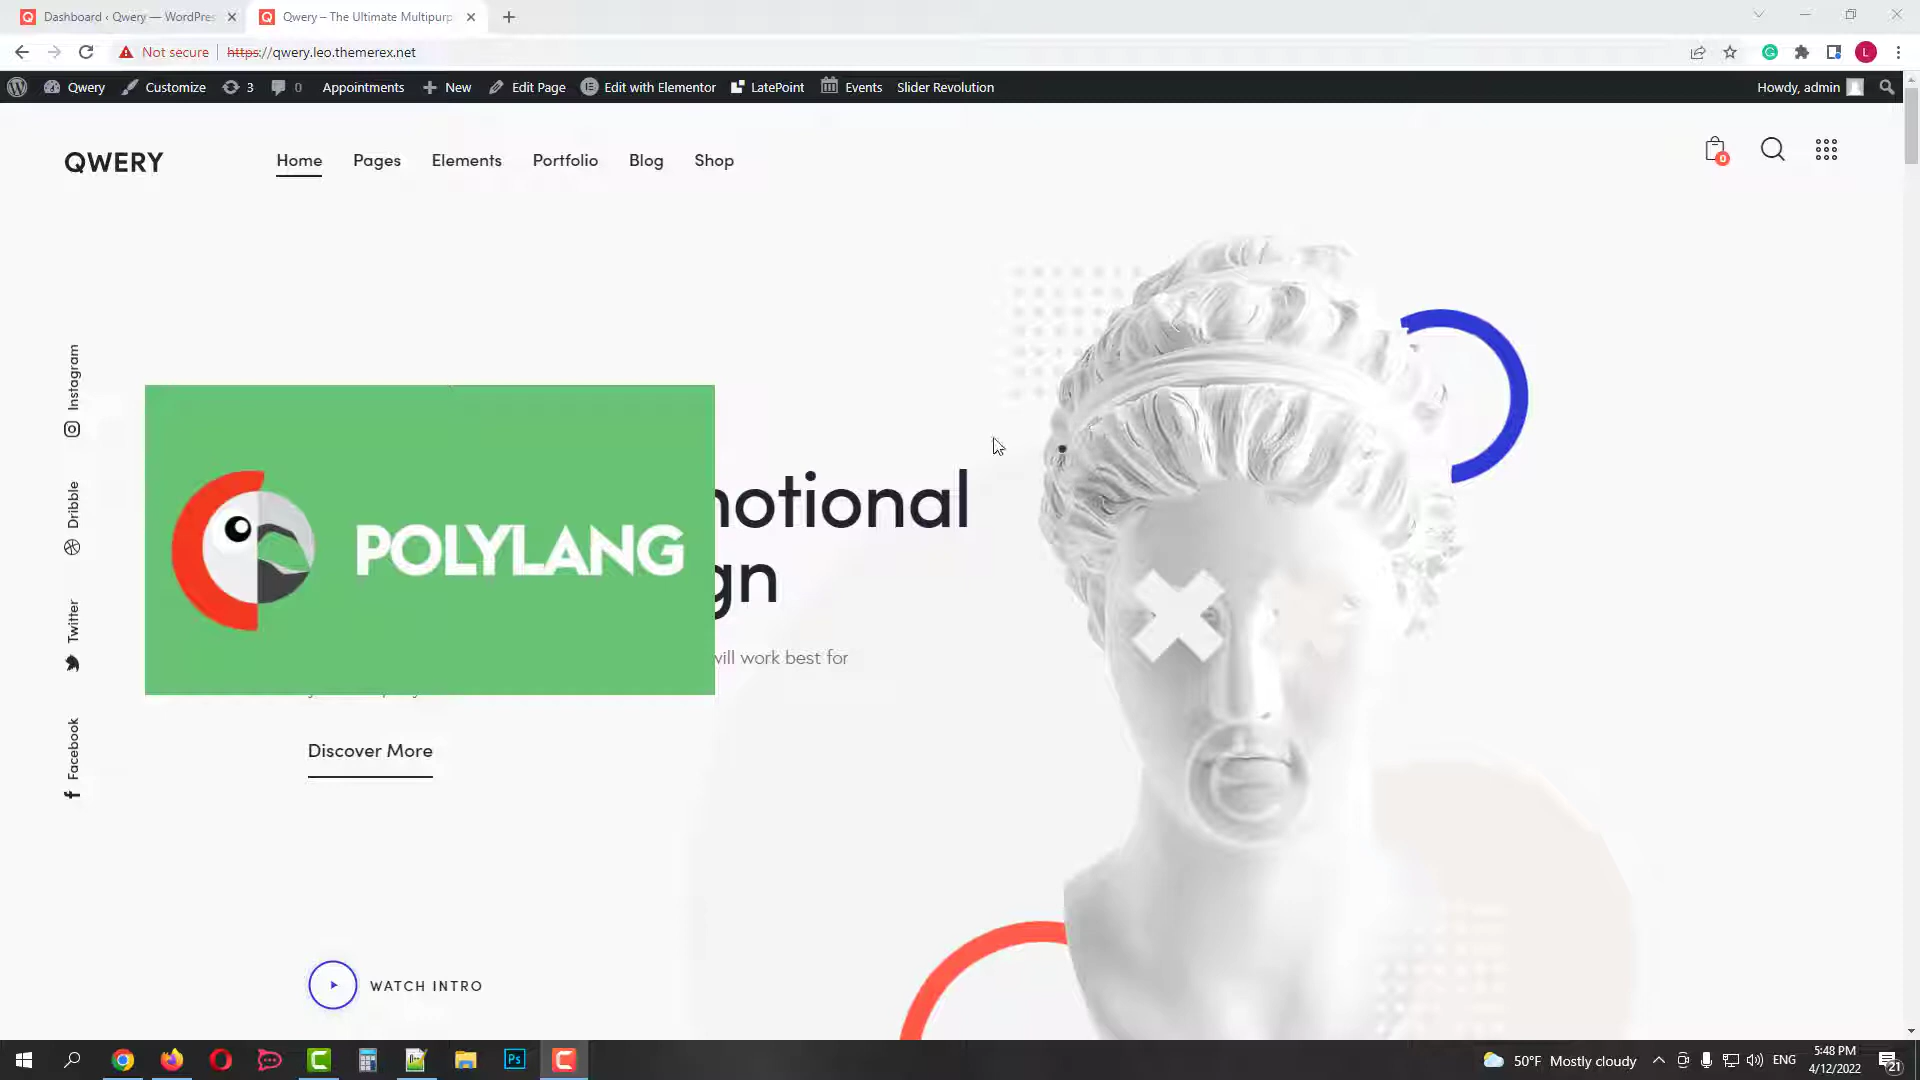 Dashboard ‹ Qwery — WordPres
Qwery – The Ultimate Multipurp
Not secure
https://qwery.leo.themerex.net
L
Qwery
Customize
3
0
Appointments
New
Edit Page
Edit with Elementor
LatePoint
Events
Slider Revolution
Howdy, admin
QWERY
Home
Pages
Elements
Portfolio
Blog
Shop
0
Instagram
Dribble
Twitter
Facebook
POLYLANG
notional
gn
will work best for
Discover More
WATCH INTRO
Ps
50°F Mostly cloudy
ENG
5:48 PM
4/12/2022
21